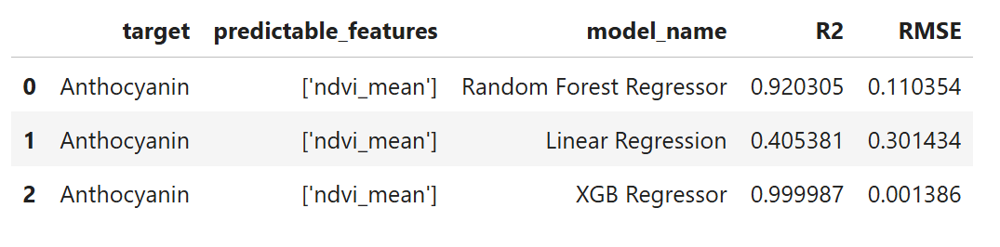 target predictable_features model_name R2 RMSE
0 Anthocyanin ['ndvi_mean'] Random Forest Regressor 0.920305 0.110354
1 Anthocyanin ['ndvi_mean'] Linear Regression 0.405381 0.301434
2 Anthocyanin ['ndvi_mean'] XGB Regressor 0.999987 0.001386